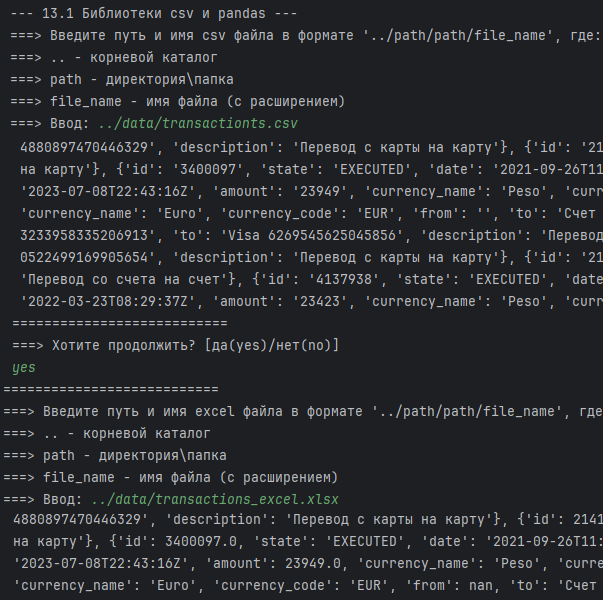 --- 13.1 Библиотеки csv и pandas ---
===> Введите путь и имя csv файла в формате '../path/path/file_name', где:
===> .. - корневой каталог
===> path - директория\папка
===> file_name - имя файла (с расширением)
===> Ввод: ../data/transactionts.csv
4880897470446329', 'description': 'Перевод с карты на карту'}, {'id': '21
на карту'}, {'id': '3400097', 'state': 'EXECUTED', 'date': '2021-09-26T11
'2023-07-08T22:43:16Z', 'amount': '23949', 'currency_name': 'Peso', 'curr
'currency_name': 'Euro', 'currency_code': 'EUR', 'from': '', 'to': 'Счет
3233958335206913', 'to': 'Visa 6269545625045856', 'description': 'Перевод
0522499169905654', 'description': 'Перевод с карты на карту'}, {'id': '21
'Перевод со счета на счет'}, {'id': '4137938', 'state': 'EXECUTED', 'date
'2022-03-23T08:29:37Z', 'amount': '23423', 'currency_name': 'Peso', 'curr
===========================
===> Хотите продолжить? [да(yes)/нет(no)]
yes
===========================
===> Введите путь и имя excel файла в формате '../path/path/file_name', где
===> .. - корневой каталог
===> path - директория\папка
===> file_name - имя файла (с расширением)
===> Ввод: ../data/transactions_excel.xlsx
4880897470446329', 'description': 'Перевод с карты на карту'}, {'id': 2141
на карту'}, {'id': 3400097.0, 'state': 'EXECUTED', 'date': '2021-09-26T11:
'2023-07-08T22:43:16Z', 'amount': 23949.0, 'currency_name': 'Peso', 'curre
'currency_name': 'Euro', 'currency_code': 'EUR', 'from': nan, 'to': 'Счет